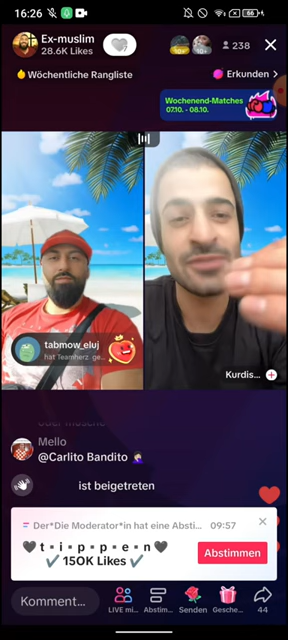 16:26
86
Ex-muslim
28.6K Likes
238
Wöchentliche Rangliste
Erkunden >
Wochenend-Matches
07.10. - 08.10.
tabmow_eluj
hat Teamherz ge...
Kurdis...
Mello
@Carlito Bandito 🤦🏻‍♂️
ist beigetreten
Der*Die Moderator*in hat eine Absti... 09:57
🖤 t ▪ i ▪ p ▪ p ▪ e ▪ n 🖤
✔️ 150K Likes ✔️
Abstimmen
Komment...
LIVE mi...
Abstim...
Senden
Gesche...
44